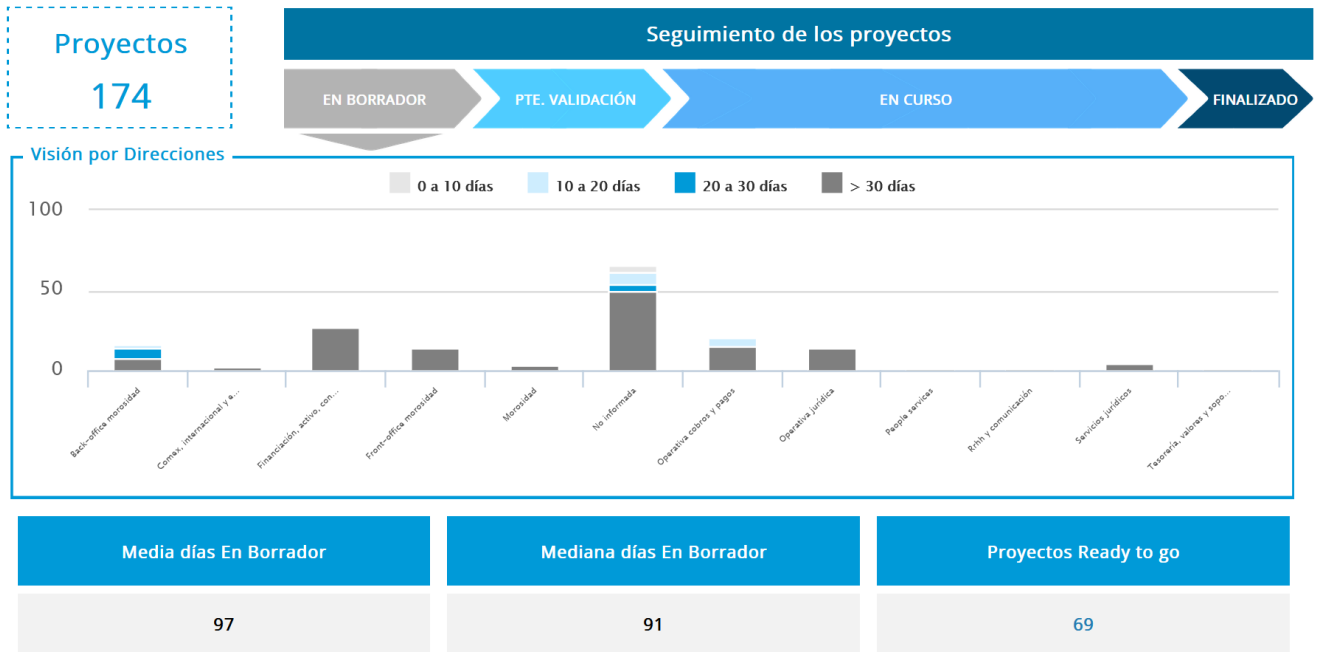 Proyectos
174
Seguimiento de los proyectos
EN BORRADOR
PTE. VALIDACIÓN
EN CURSO
FINALIZADO
Visión por Direcciones
0 a 10 días
10 a 20 días
20 a 30 días
> 30 días
100
50
0
Back-office morosidad
Comex, internacional y e...
Financiación, activo, con...
Front-office morosidad
Morosidad
No informada
Operativa cobros y pagos
Operativa jurídica
People services
Rrhh y comunicación
Servicios jurídicos
Tesorería, valores y sopo...
Media días En Borrador
Mediana días En Borrador
Proyectos Ready to go
97
91
69